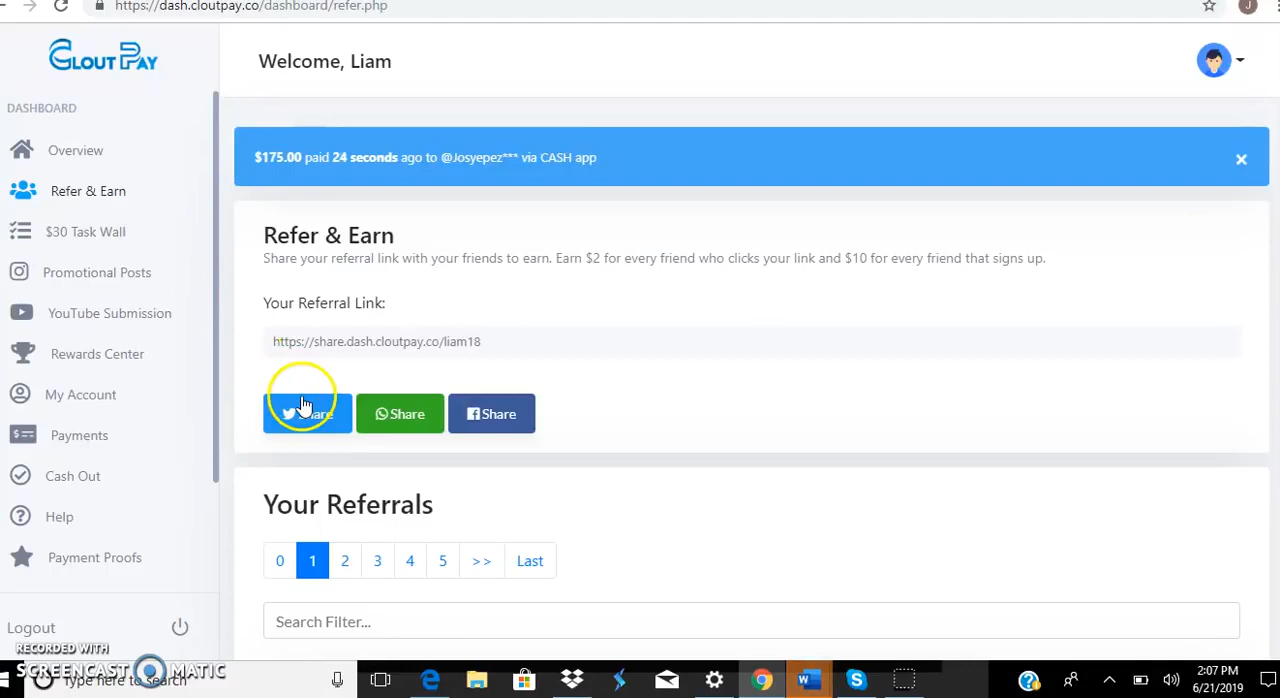 https://dash.cloutpay.co/dashboard/refer.php
J
CLOUT PAY
Welcome, Liam
DASHBOARD
Overview
Refer & Earn
$30 Task Wall
Promotional Posts
YouTube Submission
Rewards Center
My Account
Payments
Cash Out
Help
Payment Proofs
Logout
$175.00 paid 24 seconds ago to @Josyepez*** via CASH app
Refer & Earn
Share your referral link with your friends to earn. Earn $2 for every friend who clicks your link and $10 for every friend that signs up.
Your Referral Link:
https://share.dash.cloutpay.co/liam18
Share Share Share
Your Referrals
0 1 2 3 4 5 >> Last
Search Filter...
RECORDED WITH
SCREENCAST MATIC
Type here to search
2:07 PM
6/21/2019